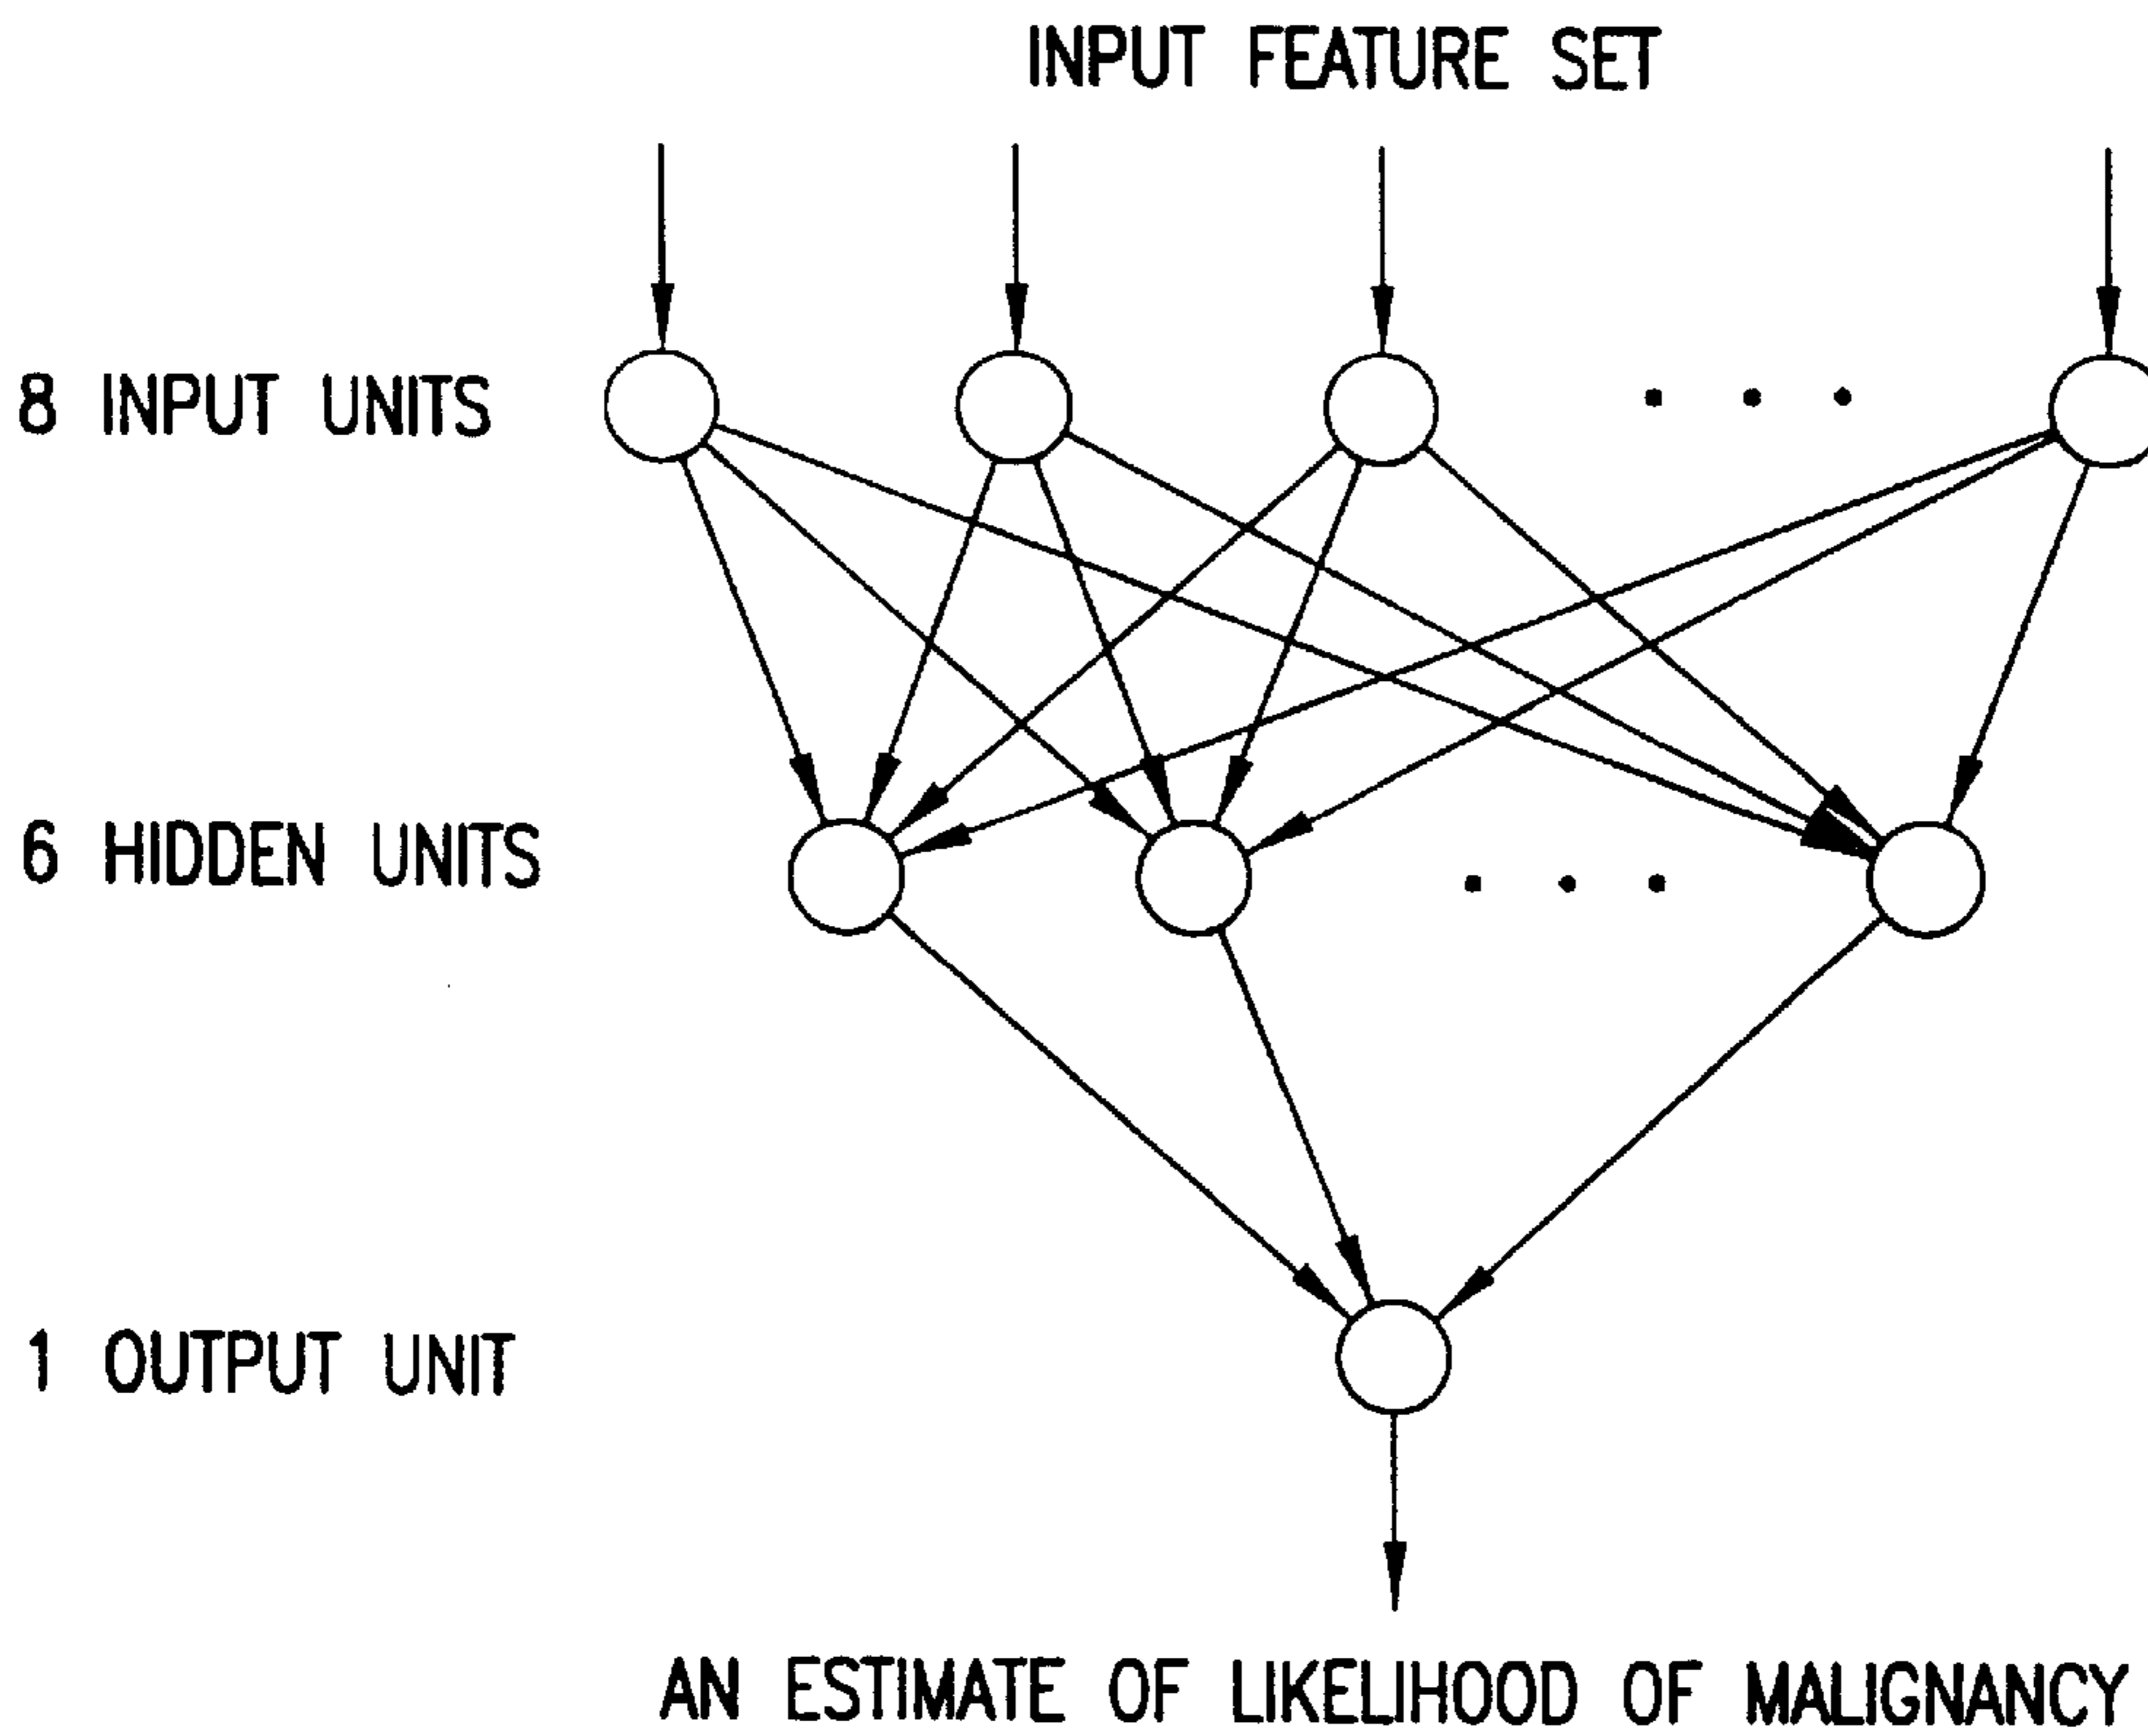 INPUT FEATURE SET
8 INPUT UNITS
6 HIDDEN UNITS
1 OUTPUT UNIT
AN ESTIMATE OF LIKELIHOOD OF MALIGNANCY